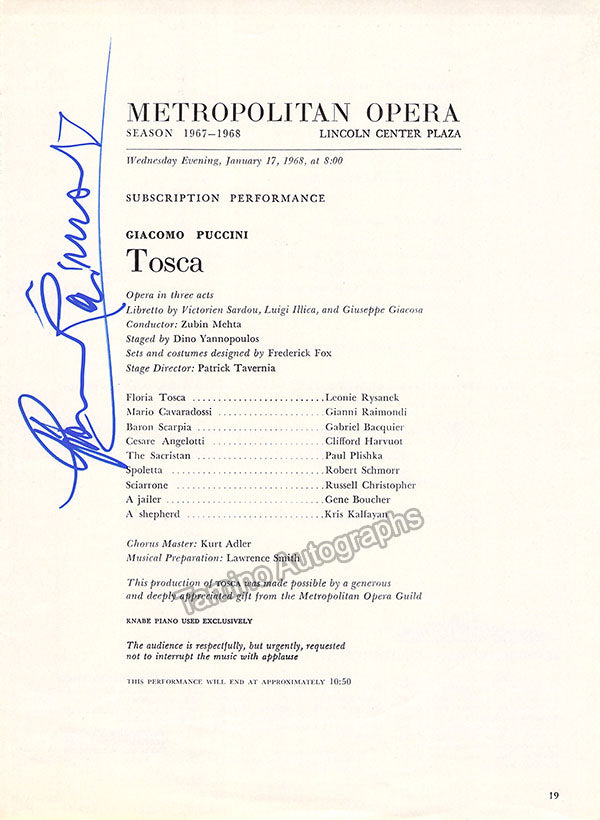 METROPOLITAN OPERA
SEASON 1967–1968 LINCOLN CENTER PLAZA
Wednesday Evening, January 17, 1968, at 8:00
SUBSCRIPTION PERFORMANCE
GIACOMO PUCCINI
Tosca
Opera in three acts
Libretto by Victorien Sardou, Luigi Illica, and Giuseppe Giacosa
Conductor: Zubin Mehta
Staged by Dino Yannopoulos
Sets and costumes designed by Frederick Fox
Stage Director: Patrick Tavernia
Floria Tosca ........................Leonie Rysanek
Mario Cavaradossi ...................Gianni Raimondi
Baron Scarpia .......................Gabriel Bacquier
Cesare Angelotti ....................Clifford Harvuot
The Sacristan .......................Paul Plishka
Spoletta ............................Robert Schmorr
Sciarrone ...........................Russell Christopher
A jailer ............................Gene Boucher
A shepherd ..........................Kris Kalfayan
Chorus Master: Kurt Adler
Musical Preparation: Lawrence Smith
This production of TOSCA was made possible by a generous
and deeply appreciated gift from the Metropolitan Opera Guild
KNABE PIANO USED EXCLUSIVELY
The audience is respectfully, but urgently, requested
not to interrupt the music with applause
THIS PERFORMANCE WILL END AT APPROXIMATELY 10:50
19
Gianni Raimondi
Tamino Autographs